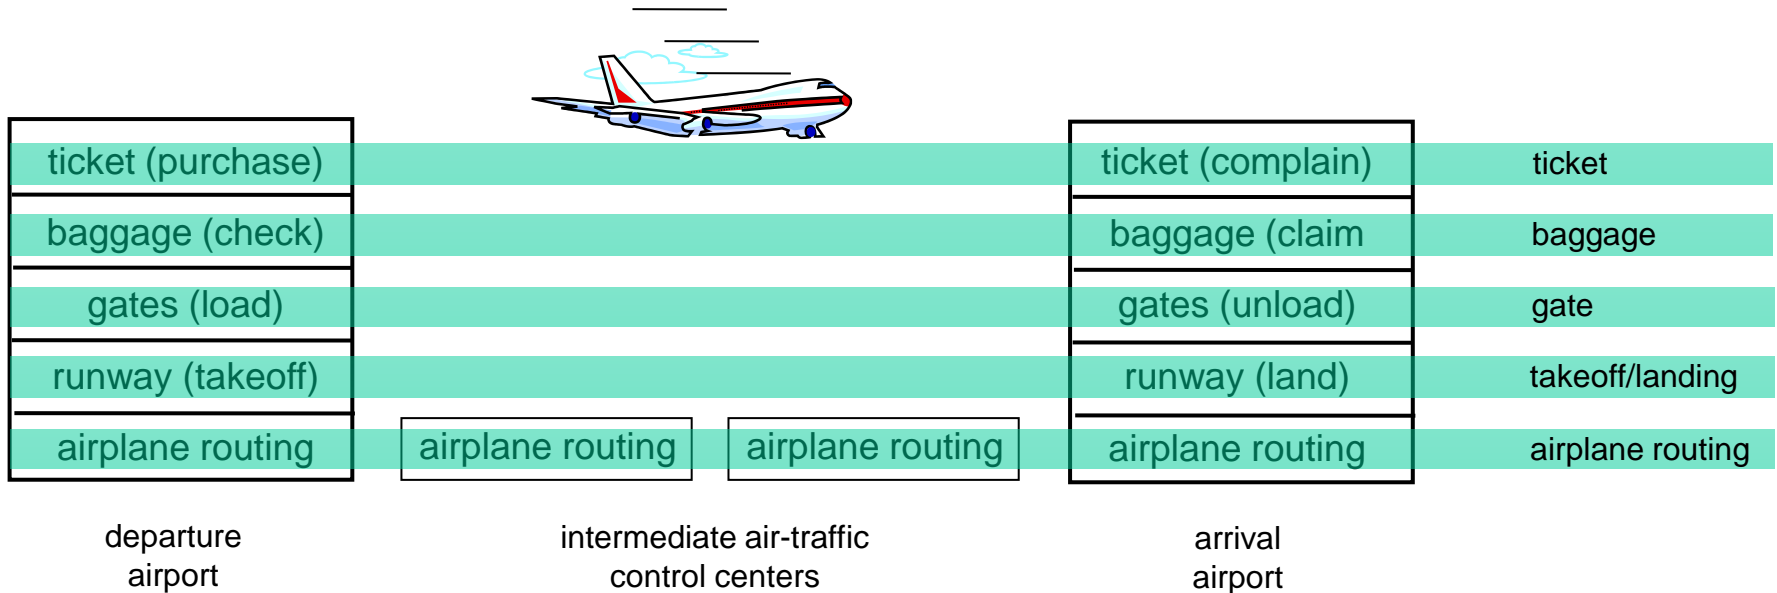 ticket (purchase)
ticket (complain)
ticket
baggage (check)
baggage (claim
baggage
gates (load)
gates (unload)
gate
runway (takeoff)
runway (land)
takeoff/landing
airplane routing
airplane routing
airplane routing
airplane routing
airplane routing
departure
airport
intermediate air-traffic
control centers
arrival
airport